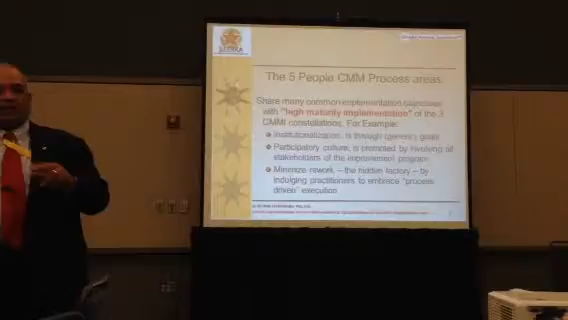 The 5 People CMM Process areas
Share many common implementation objectives
with "high maturity implementation" of the 3
CMMI constellations. For Example:
Institutionalization, is through (generic) goals
Participatory culture, is promoted by involving all
stakeholders of the improvement program
Minimize rework – the hidden factory – by
indulging practitioners to embrace "process
driven" execution